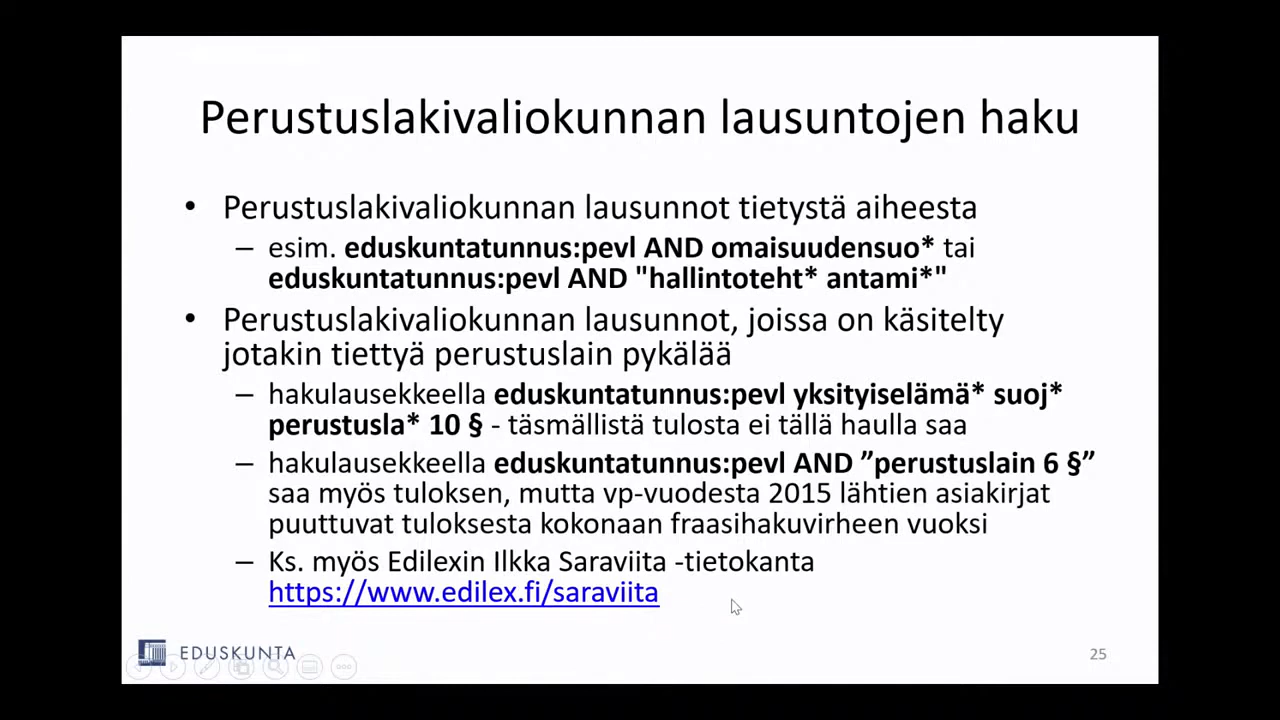 Perustuslakivaliokunnan lausuntojen haku
• Perustuslakivaliokunnan lausunnot tietystä aiheesta
– esim. eduskuntatunnus:pevl AND omaisuudensuo* tai
eduskuntatunnus:pevl AND "hallintoteht* antami*"
• Perustuslakivaliokunnan lausunnot, joissa on käsitelty
jotakin tiettyä perustuslain pykälää
– hakulausekkeella eduskuntatunnus:pevl yksityiselämä* suoj*
perustusla* 10 § - täsmällistä tulosta ei tällä haulla saa
– hakulausekkeella eduskuntatunnus:pevl AND ”perustuslain 6 §”
saa myös tuloksen, mutta vp-vuodesta 2015 lähtien asiakirjat
puuttuvat tuloksesta kokonaan fraasihakuvirheen vuoksi
– Ks. myös Edilexin Ilkka Saraviita -tietokanta
https://www.edilex.fi/saraviita
EDUSKUNTA
25